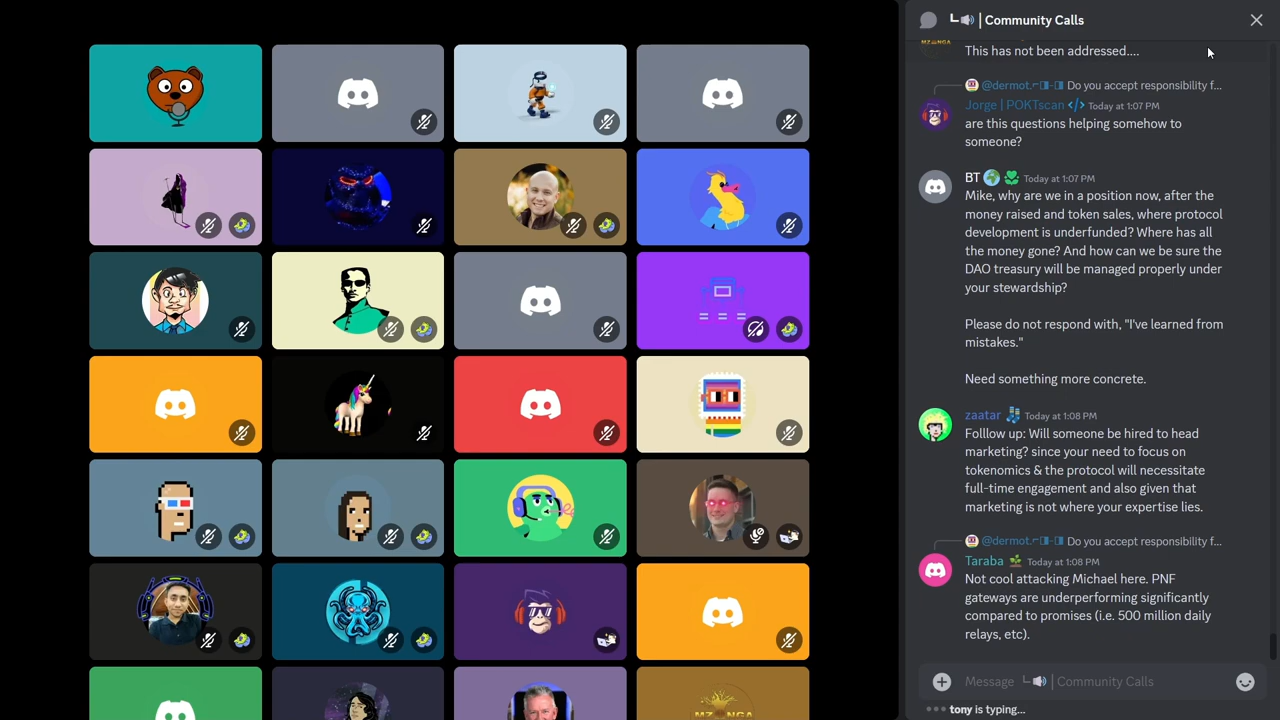 ┗🔊 | Community Calls
MZ NGA
This has not been addressed....
@dermot.⌐◨-◨ Do you accept responsibility f...
Jorge | POKTscan </> Today at 1:07 PM
are this questions helping somehow to
someone?
BT Today at 1:07 PM
Mike, why are we in a position now, after the
money raised and token sales, where protocol
development is underfunded? Where has all
the money gone? And how can we be sure the
DAO treasury will be managed properly under
your stewardship?
Please do not respond with, "I've learned from
mistakes."
Need something more concrete.
zaatar Today at 1:08 PM
Folllow up: Will someone be hired to head
marketing? since your need to focus on
tokenomics & the protocol will necessitate
full-time engagement and also given that
marketing is not where your expertise lies.
@dermot.⌐◨-◨ Do you accept responsibility f...
Taraba Today at 1:08 PM
Not cool attacking Michael here. PNF
gateways are underperforming significantly
compared to promises (i.e. 500 million daily
relays, etc).
Message ┗🔊 | Community Calls
tony is typing...
MZ NGA